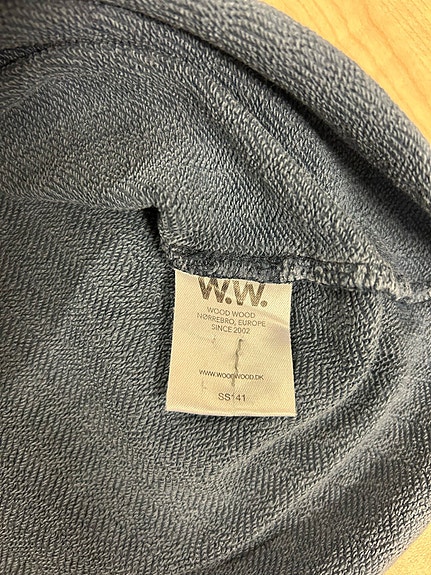 W.W.
WOOD WOOD
NØRREBRO, EUROPE
SINCE 2002
WWW.WOODWOOD.DK
SS141